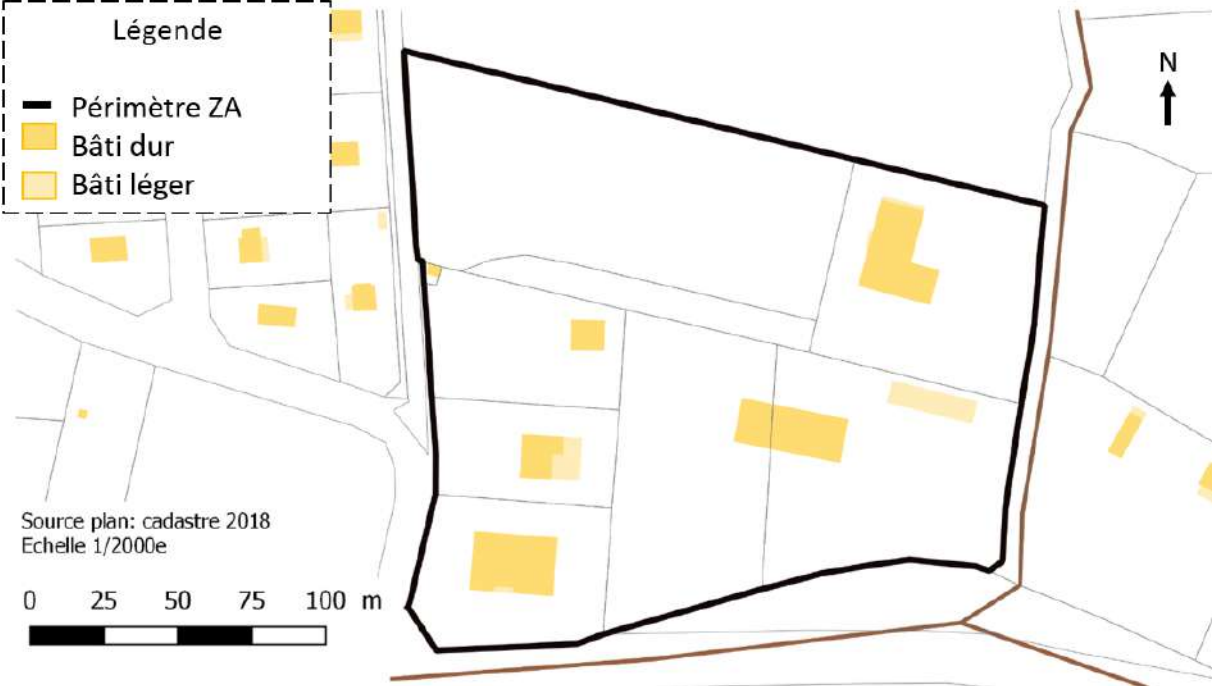 Légende
Périmètre ZA
Bâti dur
Bâti léger
N
Source plan: cadastre 2018
Echelle 1/2000e
0 25 50 75 100 m